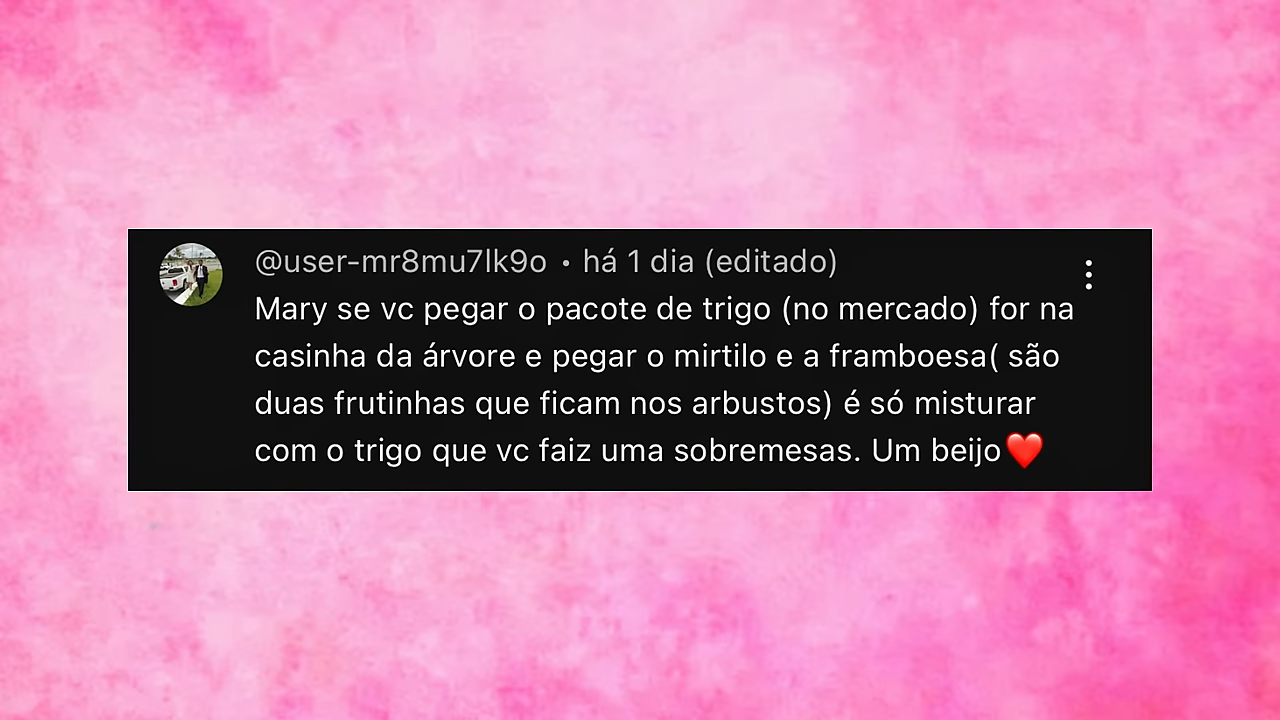 @user-mr8mu7lk9o • há 1 dia (editado)
Mary se vc pegar o pacote de trigo (no mercado) for na
casinha da árvore e pegar o mirtilo e a framboesa( são
duas frutinhas que ficam nos arbustos) é só misturar
com o trigo que vc faiz uma sobremesas. Um beijo❤️